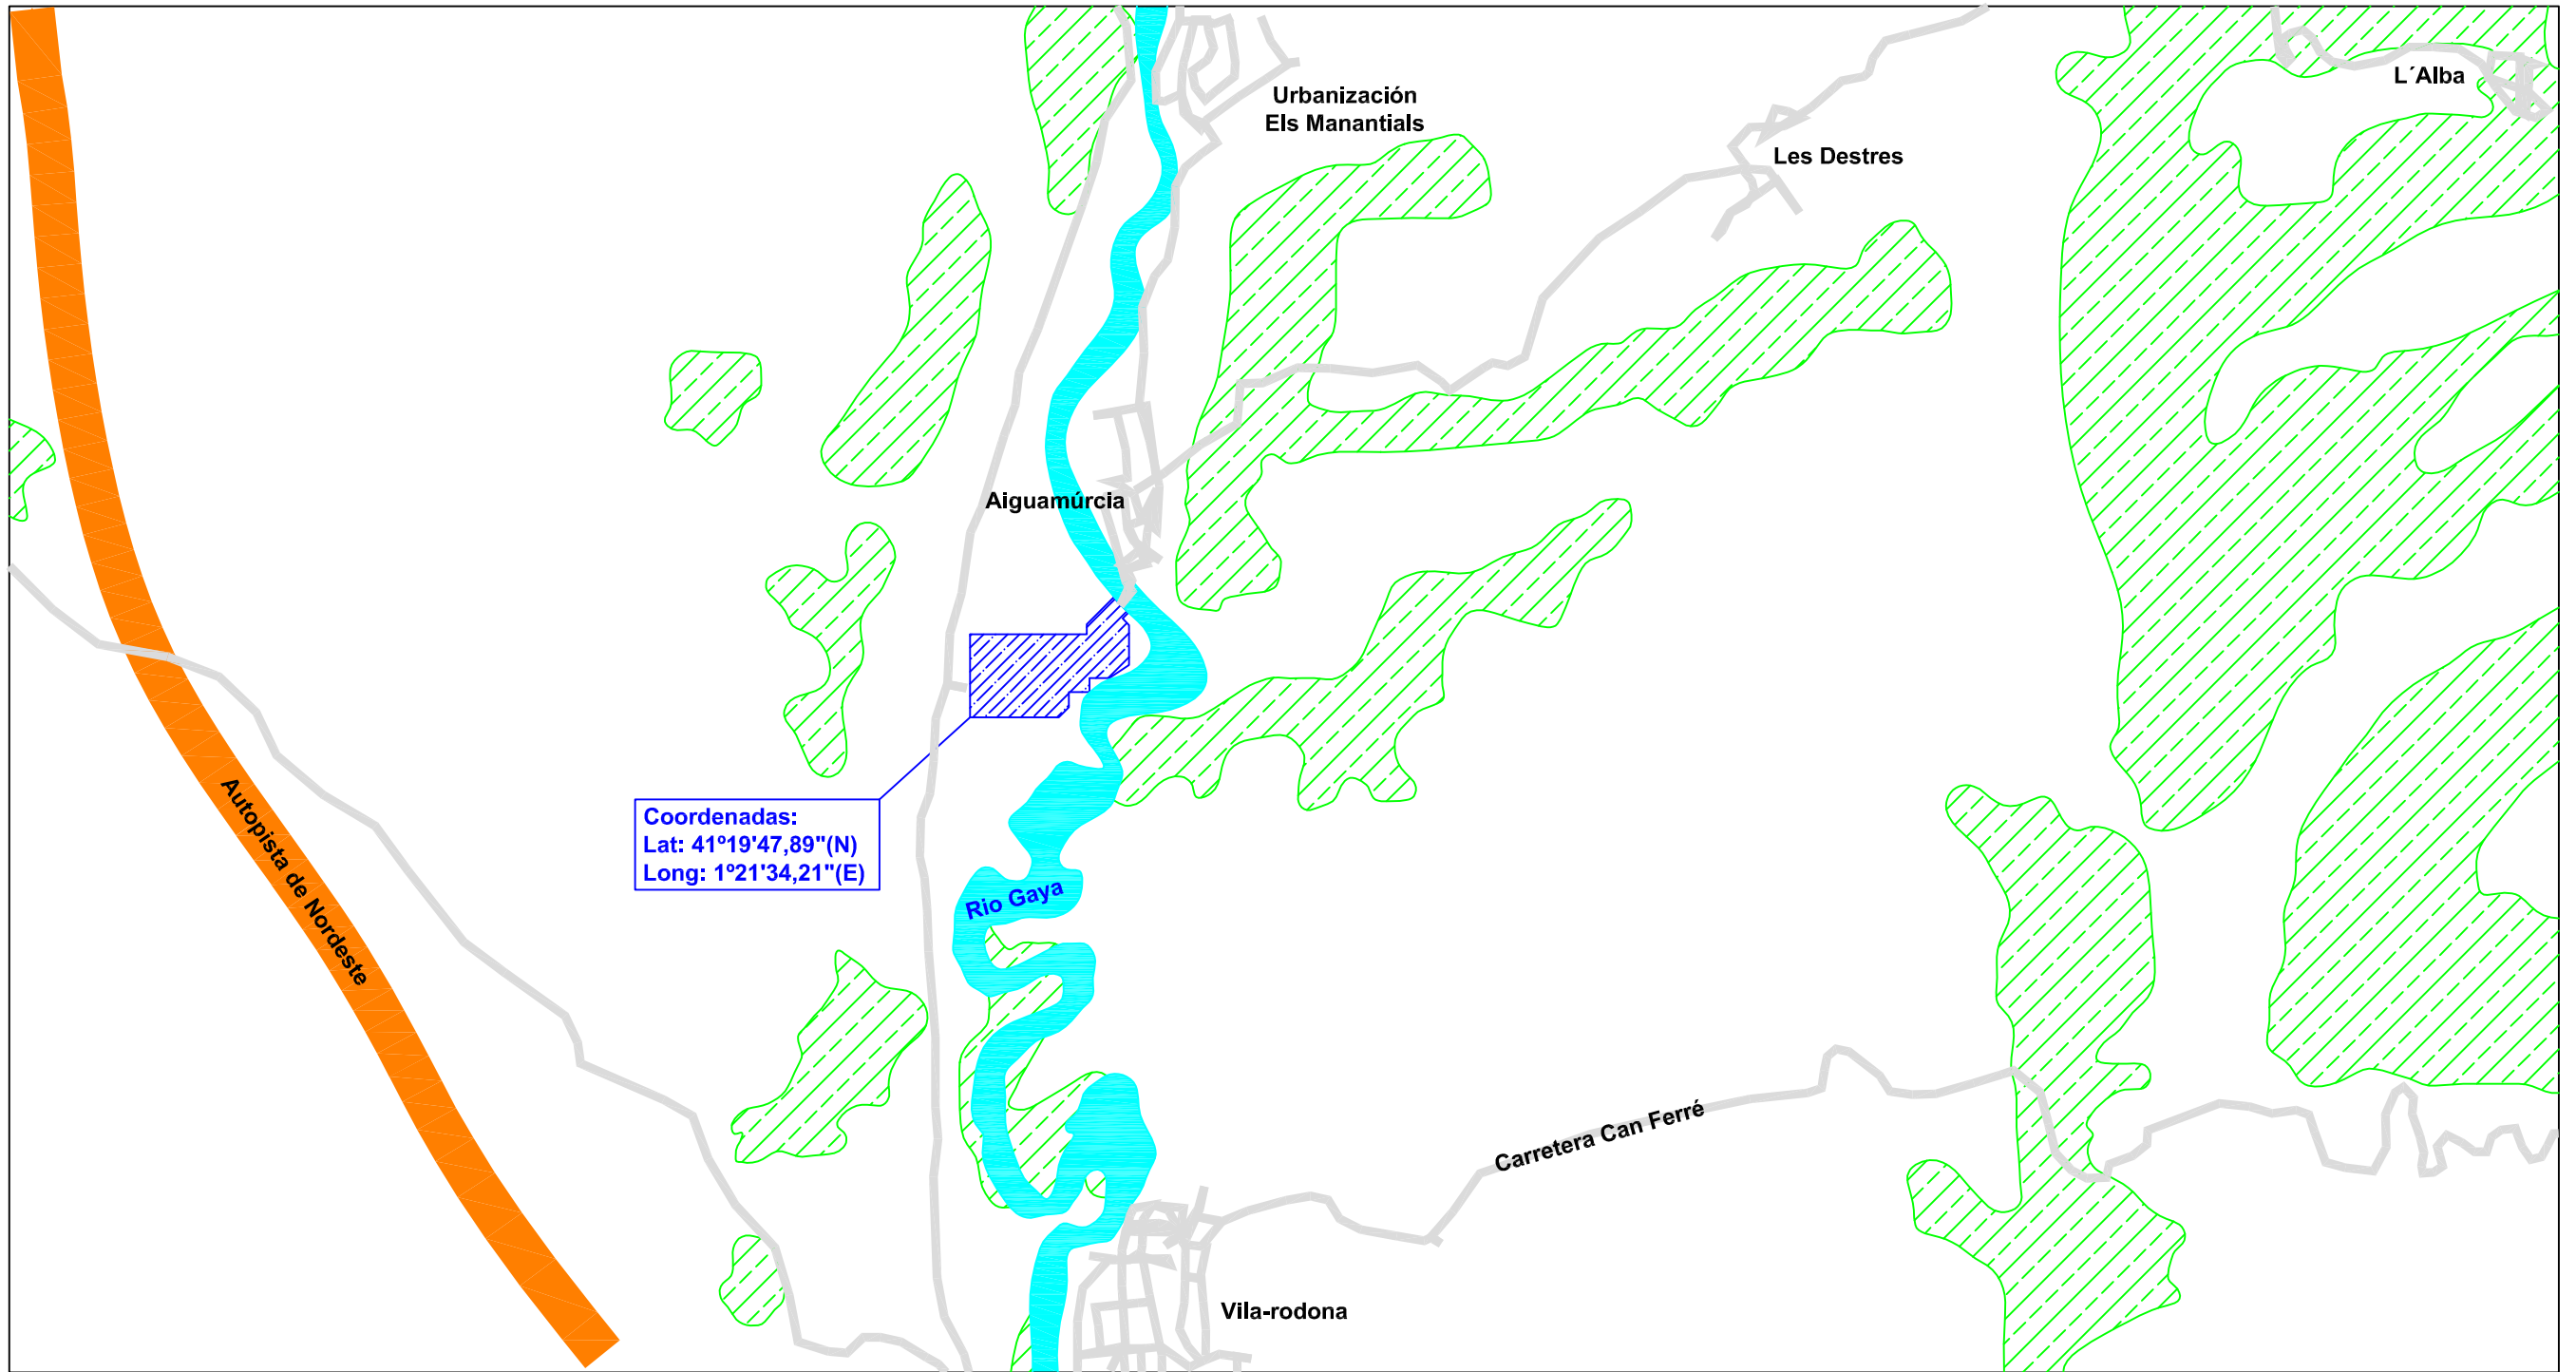 L´Alba
Urbanización
Els Manantials
Les Destres
Aiguamúrcia
Coordenadas:
Lat: 41º19'47,89"(N)
Long: 1º21'34,21"(E)
Autopista de Nordeste
Rio Gaya
Carretera Can Ferré
Vila-rodona